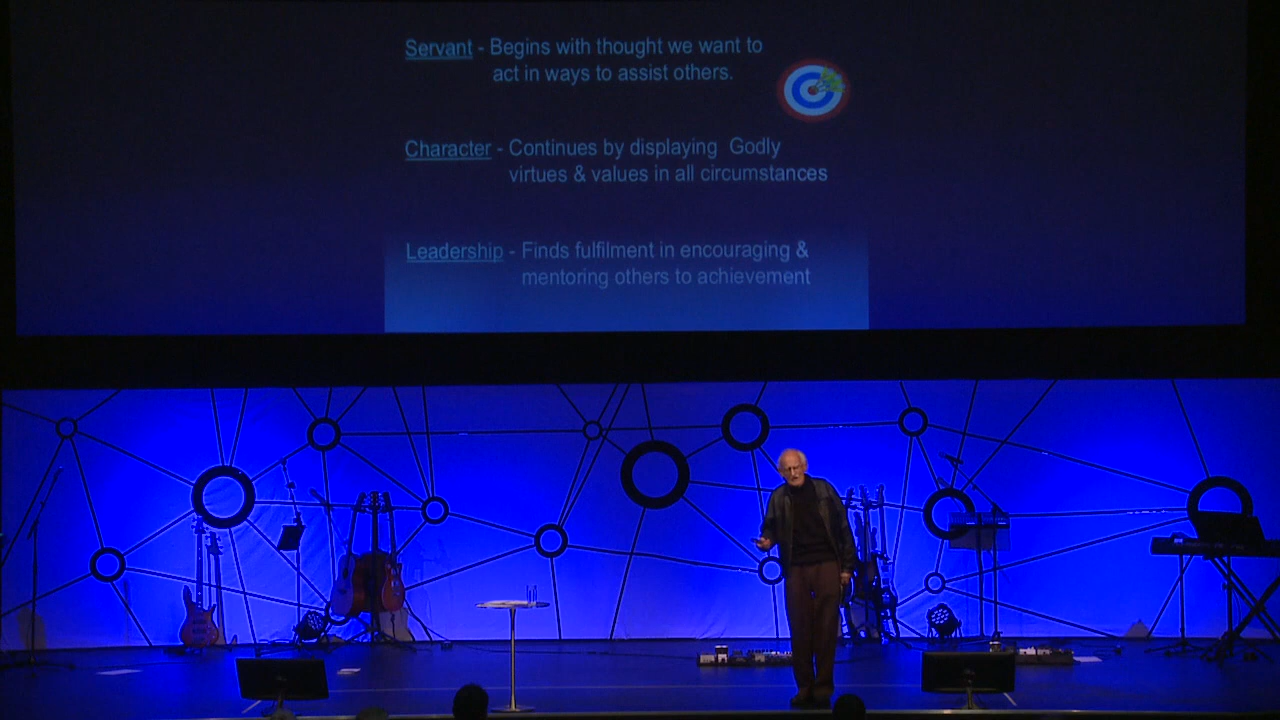 Servant - Begins with thought we want to
act in ways to assist others.
Character - Continues by displaying Godly
virtues & values in all circumstances
Leadership - Finds fulfilment in encouraging &
mentoring others to achievement